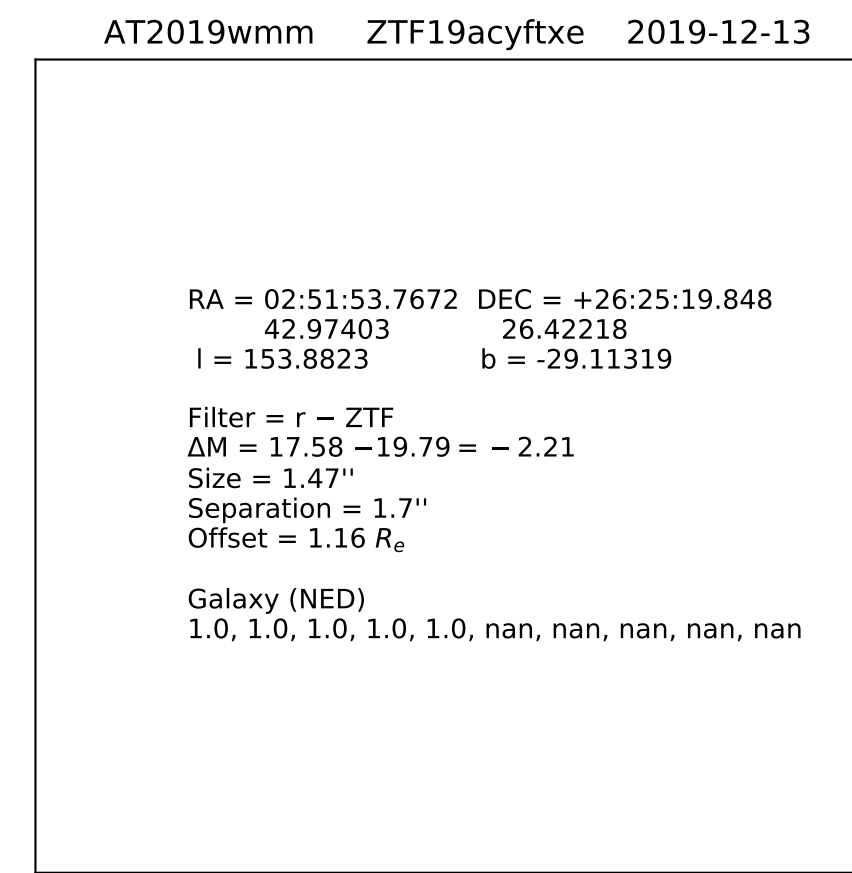 AT2019wmm ZTF19acyftxe 2019-12-13
RA = 02:51:53.7672 DEC = +26:25:19.848
42.97403 26.42218
l = 153.8823 b = -29.11319
Filter = r − ZTF
ΔM = 17.58 −19.79 = − 2.21
Size = 1.47''
Separation = 1.7''
Offset = 1.16 Re
Galaxy (NED)
1.0, 1.0, 1.0, 1.0, 1.0, nan, nan, nan, nan, nan